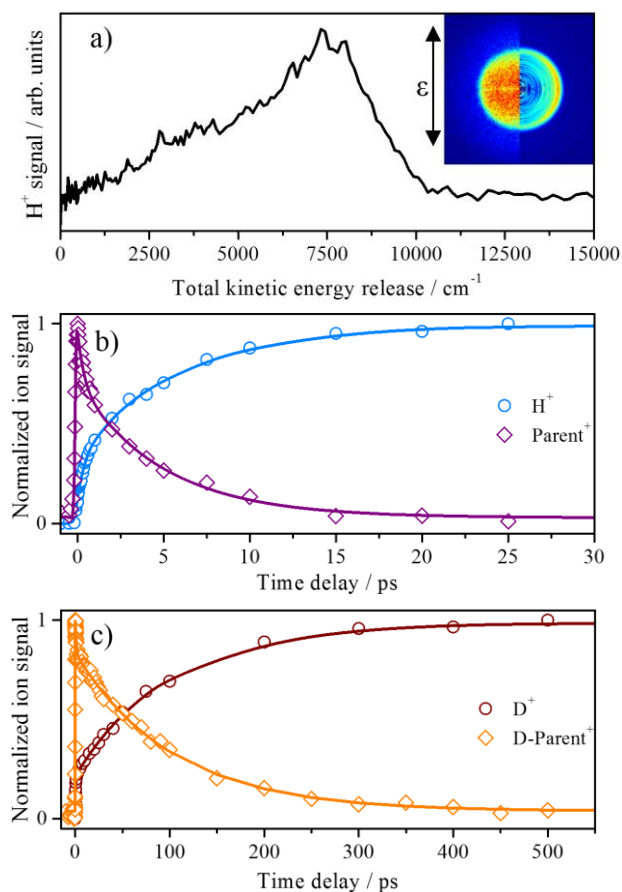 a)
H⁺ signal / arb. units
ε
0 2500 5000 7500 10000 12500 15000
Total kinetic energy release / cm⁻¹
b)
Normalized ion signal
1
0
H⁺
Parent⁺
0 5 10 15 20 25 30
Time delay / ps
c)
Normalized ion signal
1
0
D⁺
D-Parent⁺
0 100 200 300 400 500
Time delay / ps